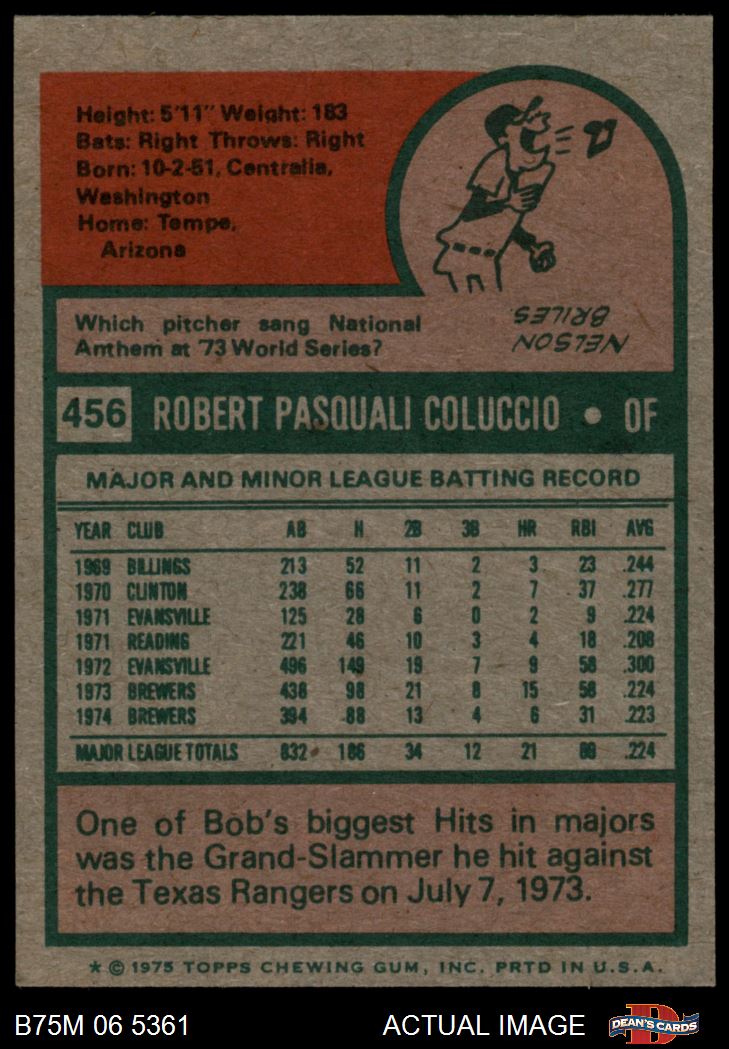 Height: 5'11" Weight: 183
Bats: Right Throws: Right
Born: 10-2-51, Centralia,
Washington
Home: Tempe,
Arizona
Which pitcher sang National
Anthem at '73 World Series?
NELSON
BRILES.
456 ROBERT PASQUALI COLUCCIO • OF
MAJOR AND MINOR LEAGUE BATTING RECORD
YEAR CLUB AB H 2B 3B HR RBI AVG
1969 BILLINGS 213 52 11 2 3 23 .244
1970 CLINTON 238 66 11 2 7 37 .277
1971 EVANSVILLE 125 28 6 0 2 9 .224
1971 READING 221 46 10 3 4 18 .208
1972 EVANSVILLE 496 149 19 7 9 58 .300
1973 BREWERS 438 98 21 8 15 58 .224
1974 BREWERS 394 88 13 4 6 31 .223
MAJOR LEAGUE TOTALS 832 186 34 12 21 89 .224
One of Bob's biggest Hits in majors
was the Grand-Slammer he hit against
the Texas Rangers on July 7, 1973.
* © 1975 TOPPS CHEWING GUM, INC. PRTD IN U.S.A.
B75M 06 5361 ACTUAL IMAGE DEAN'S CARDS